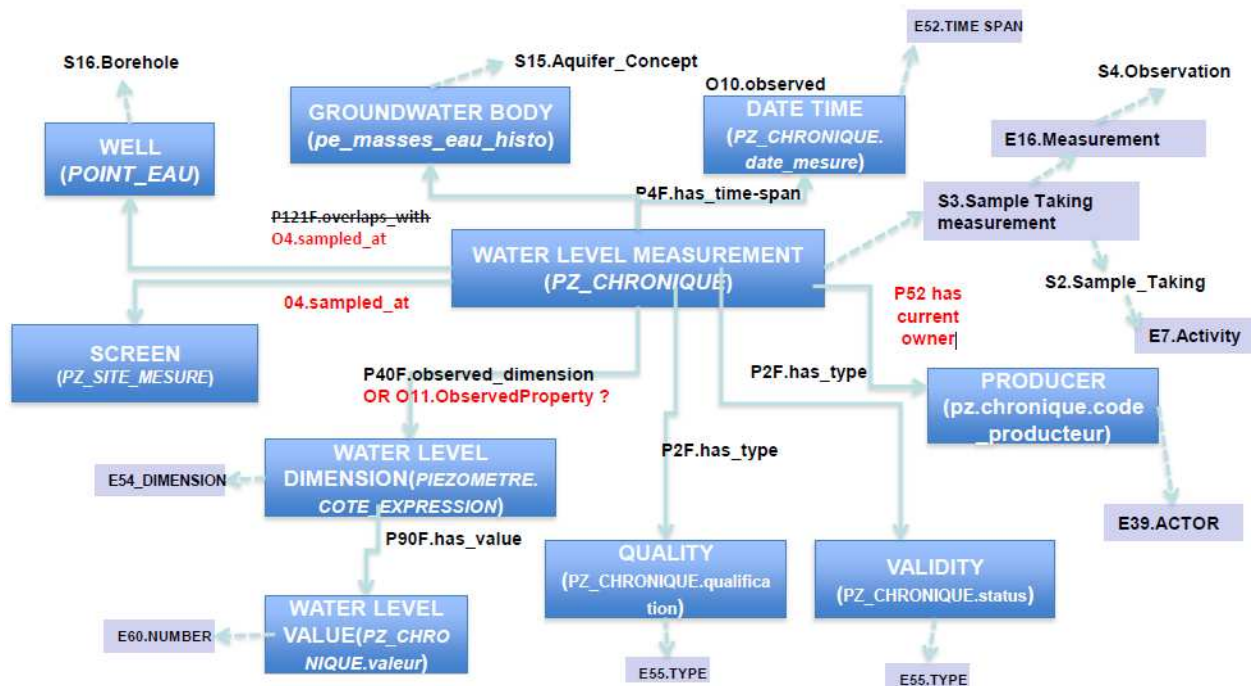 E52.TIME SPAN
S16.Borehole
S15.Aquifer_Concept
S4.Observation
O10.observed
GROUNDWATER BODY
(pe_masses_eau_histo)
DATE TIME
(PZ_CHRONIQUE.
date_mesure)
WELL
(POINT_EAU)
E16.Measurement
P4F.has_time-span
S3.Sample Taking
measurement
P121F.overlaps_with
O4.sampled_at
WATER LEVEL MEASUREMENT
(PZ_CHRONIQUE)
S2.Sample_Taking
04.sampled_at
P52 has
current
owner
E7.Activity
SCREEN
(PZ_SITE_MESURE)
P40F.observed_dimension
OR O11.ObservedProperty ?
P2F.has_type
PRODUCER
(pz.chronique.code
_producteur)
WATER LEVEL
DIMENSION(PIEZOMETRE.
COTE_EXPRESSION)
P2F.has_type
E54_DIMENSION
E39.ACTOR
P90F.has_value
QUALITY
(PZ_CHRONIQUE.qualifica
tion)
VALIDITY
(PZ_CHRONIQUE.status)
WATER LEVEL
VALUE(PZ_CHRO
NIQUE.valeur)
E60.NUMBER
E55.TYPE
E55.TYPE